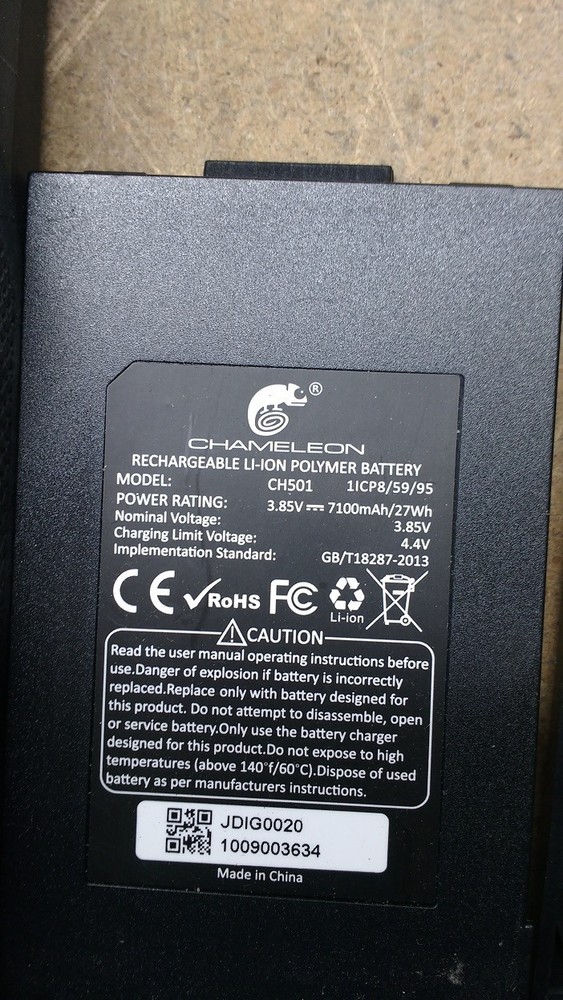 ®
CHAMELEON
RECHARGEABLE LI-ION POLYMER BATTERY
MODEL: CH501 1ICP8/59/95
POWER RATING: 3.85V⎓7100mAh/27Wh
Nominal Voltage: 3.85V
Charging Limit Voltage: 4.4V
Implementation Standard: GB/T18287-2013
CE ✓RoHS FC Li-ion
⚠CAUTION
Read the user manual operating instructions before
use.Danger of explosion if battery is incorrectly
replaced.Replace only with battery designed for
this product. Do not attempt to disassemble, open
or service battery.Only use the battery charger
designed for this product.Do not expose to high
temperatures (above 140°f/60°C).Dispose of used
battery as per manufacturers instructions.
JDIG0020
1009003634
Made in China